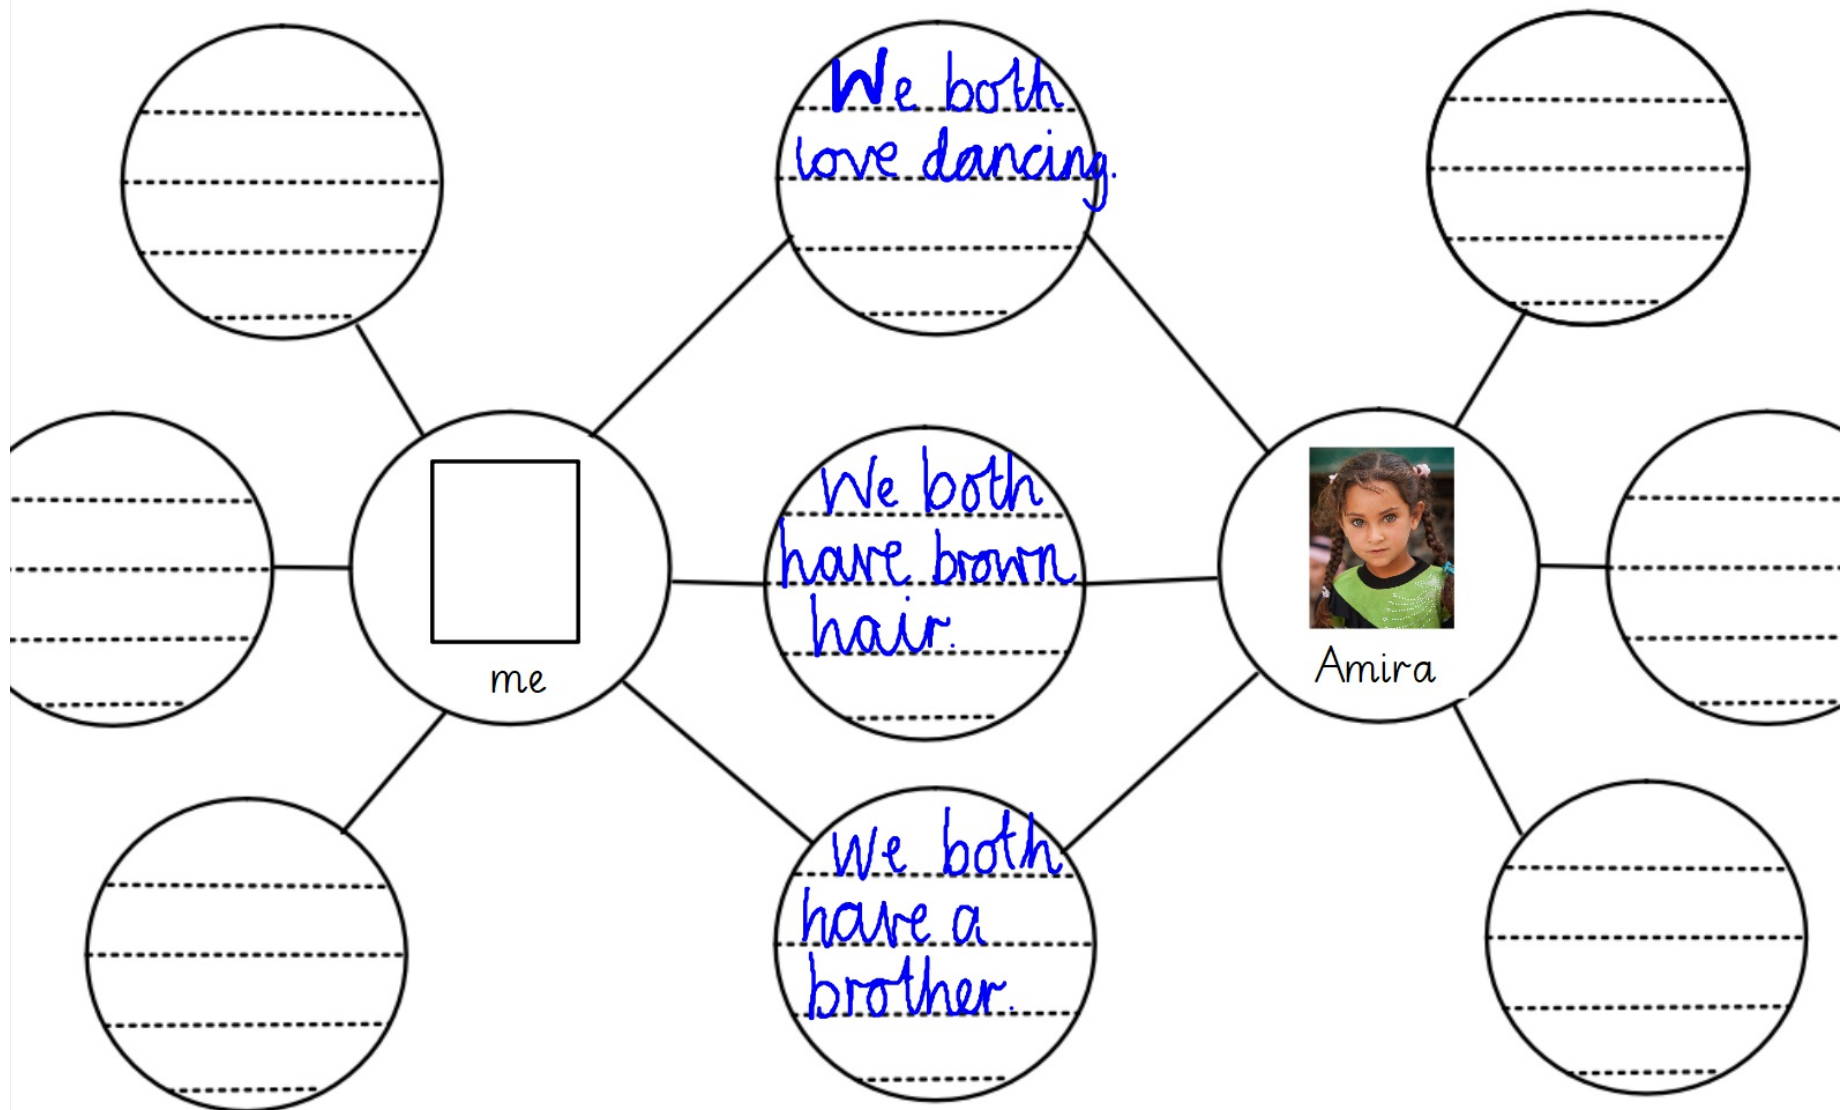 We both
love dancing.
We both
have brown
hair.
me
Amira
We both
have a
brother.